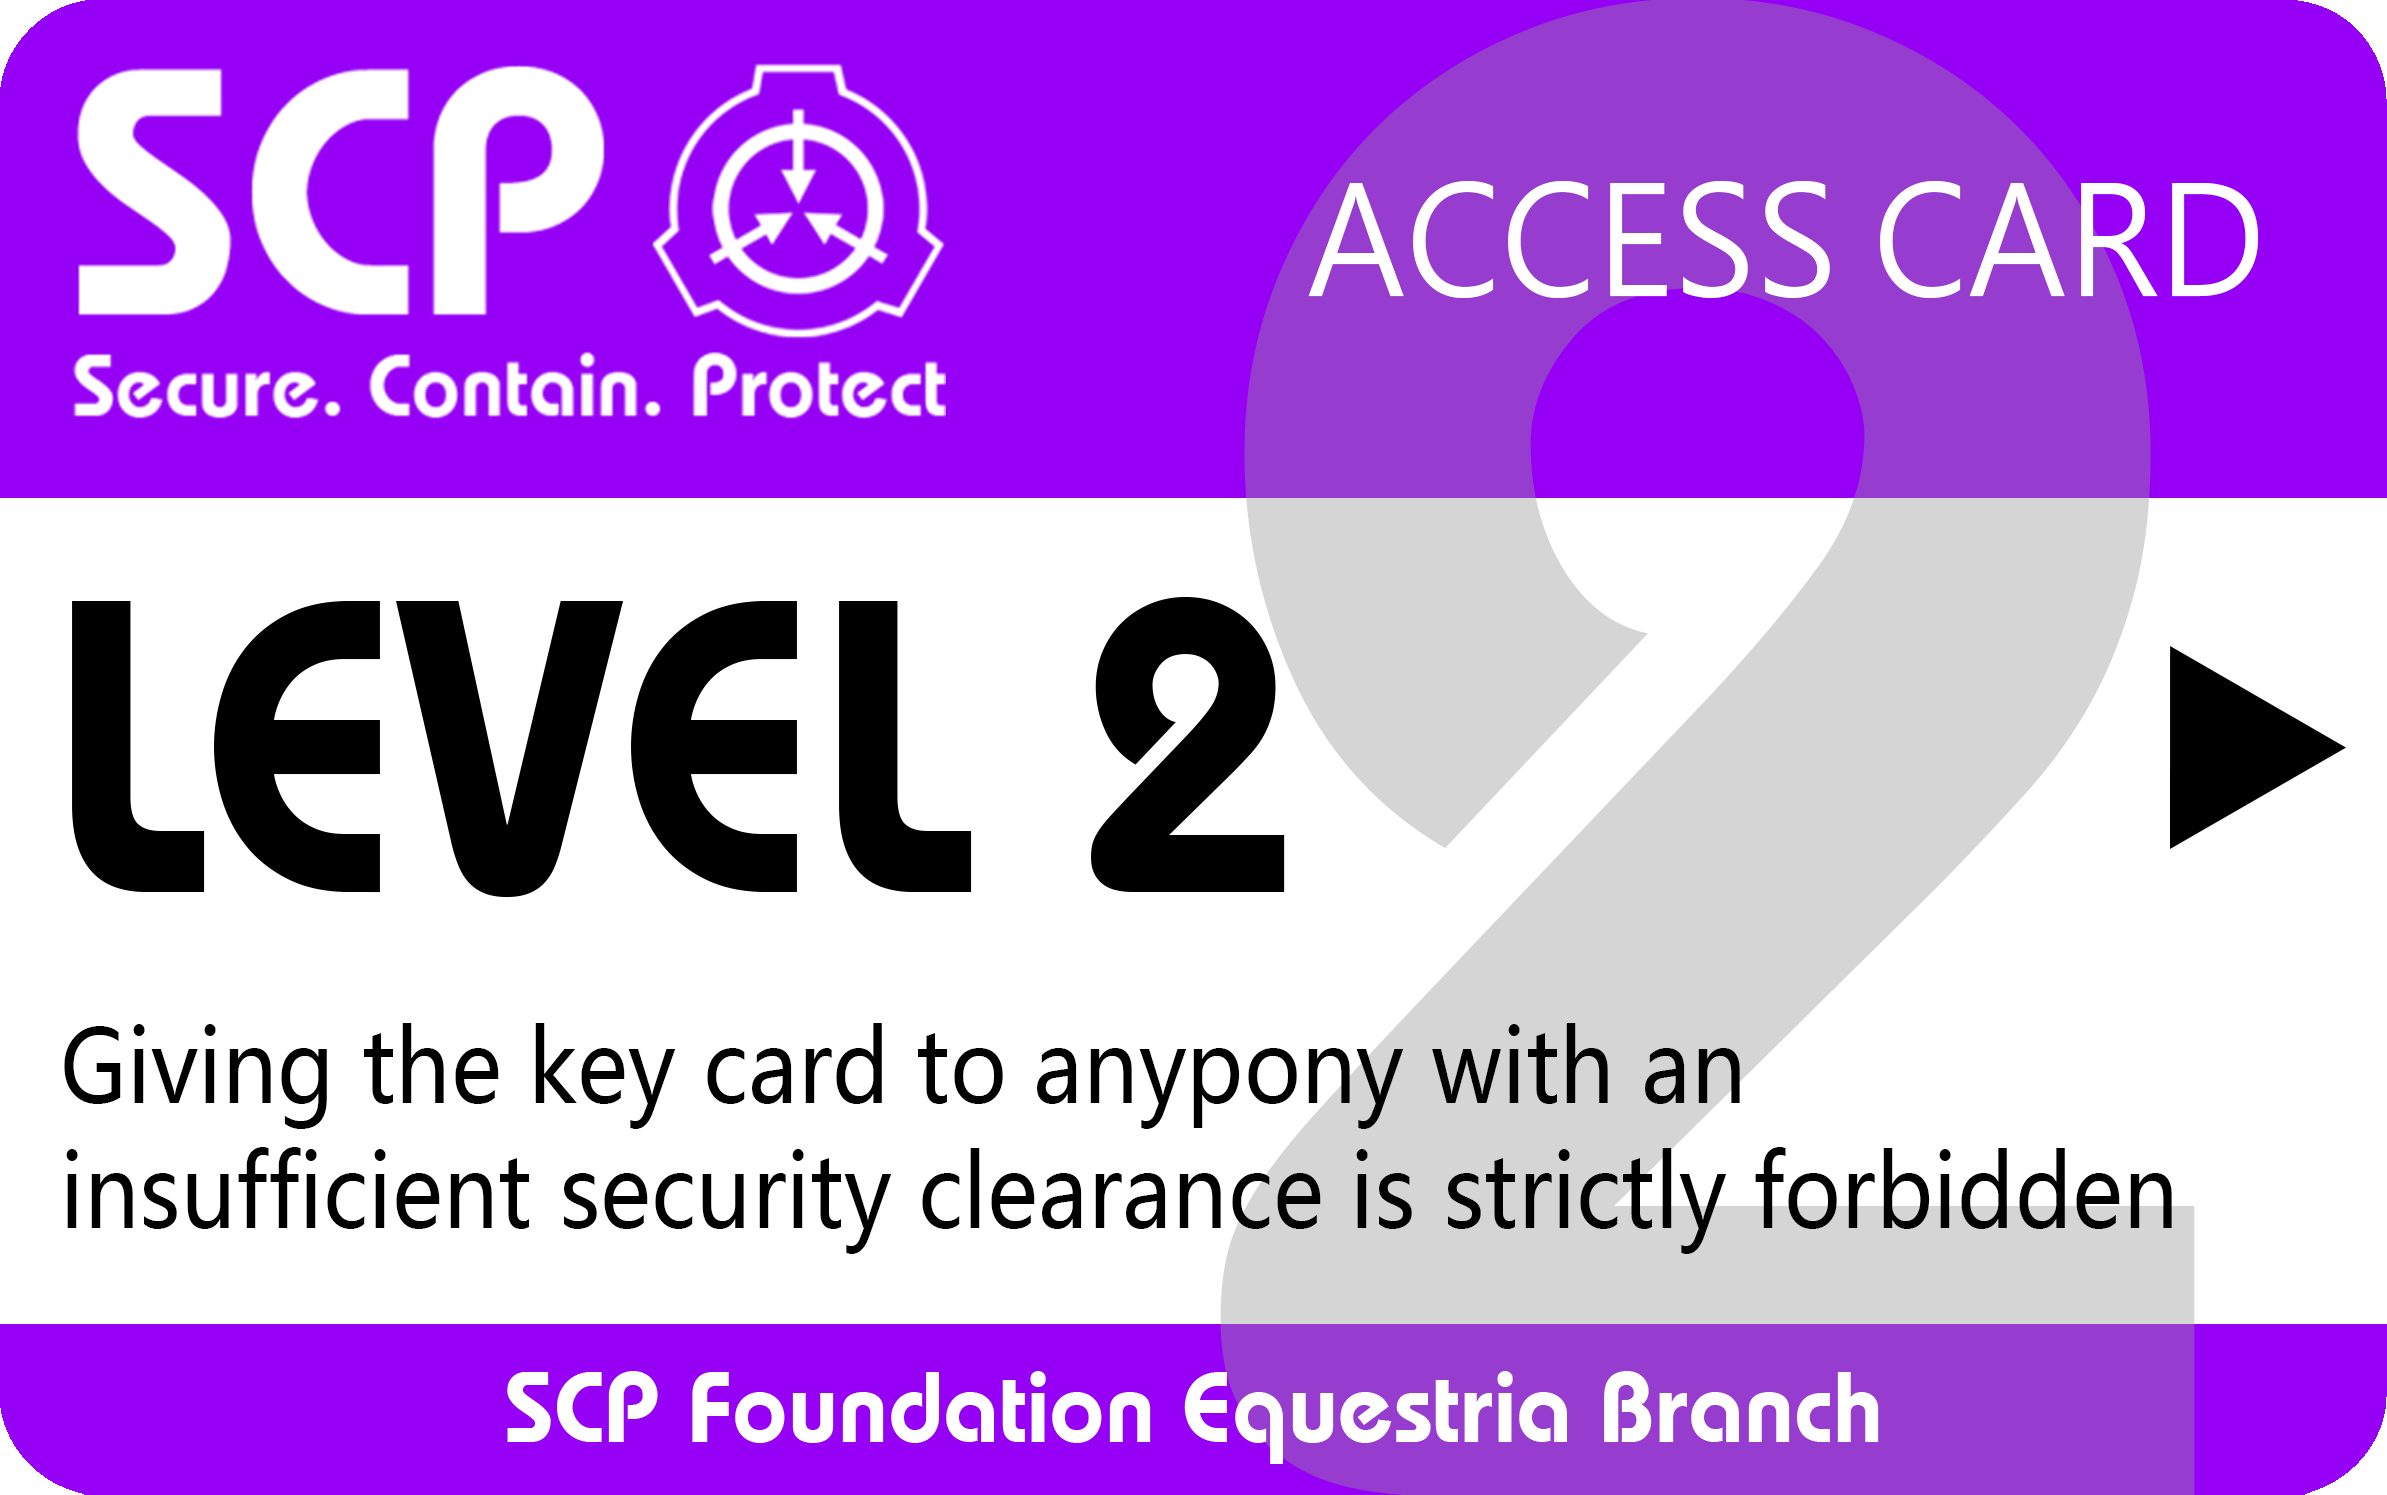 SCP
Secure. Contain. Protect
ACCESS CARD
LEVEL 2
2
Giving the key card to anypony with an
insufficient security clearance is strictly forbidden
SCP Foundation Equestria Branch